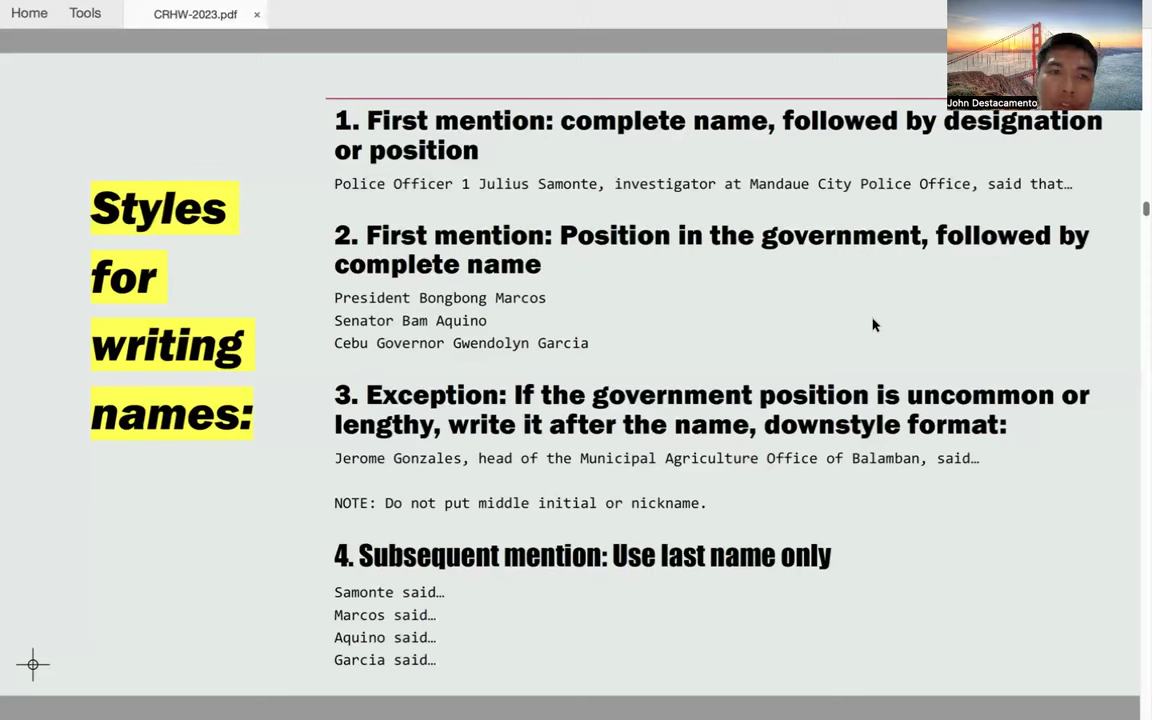 Home Tools CRHW-2023.pdf ×
John Destacamento
Styles
for
writing
names:
1. First mention: complete name, followed by designation
or position
Police Officer 1 Julius Samonte, investigator at Mandaue City Police Office, said that…
2. First mention: Position in the government, followed by
complete name
President Bongbong Marcos
Senator Bam Aquino
Cebu Governor Gwendolyn Garcia
3. Exception: If the government position is uncommon or
lengthy, write it after the name, downstyle format:
Jerome Gonzales, head of the Municipal Agriculture Office of Balamban, said…
NOTE: Do not put middle initial or nickname.
4. Subsequent mention: Use last name only
Samonte said…
Marcos said…
Aquino said…
Garcia said…